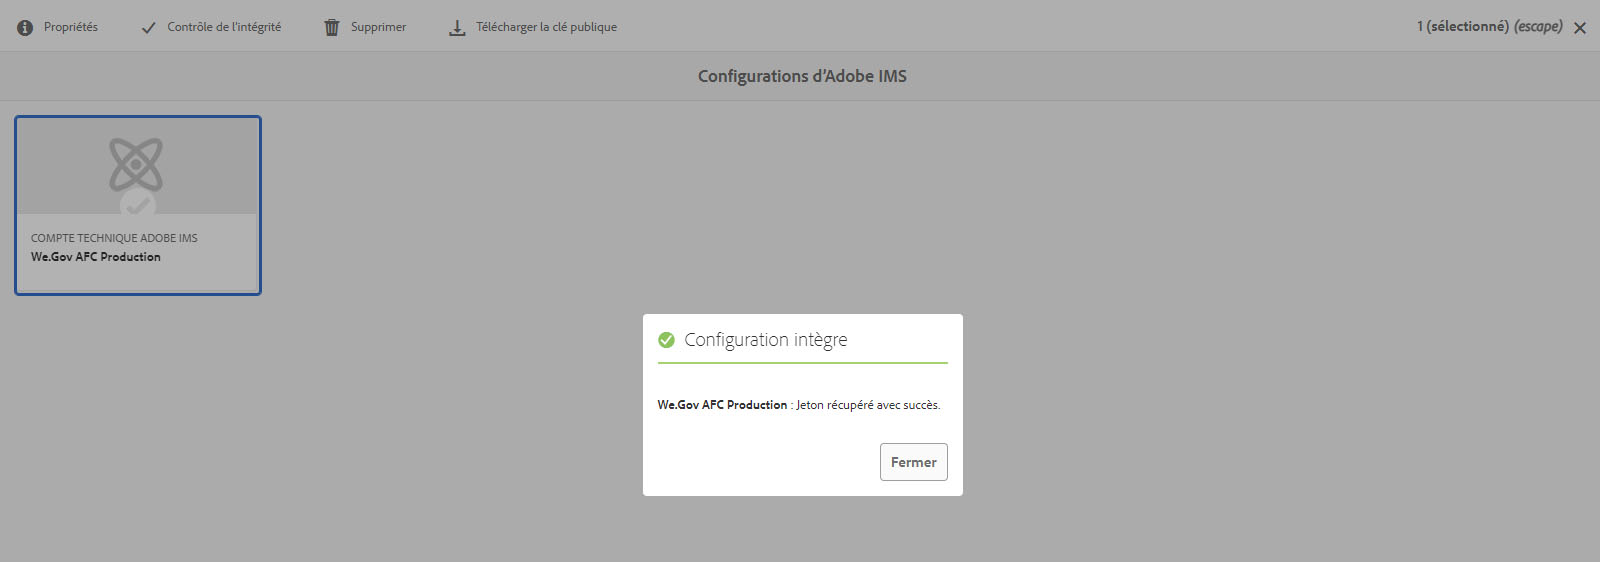 Propriétés
Contrôle de l'intégrité
Supprimer
Télécharger la clé publique
1 (sélectionné) (escape)
Configurations d’Adobe IMS
COMPTE TECHNIQUE ADOBE IMS
We.Gov AFC Production
Configuration intègre
We.Gov AFC Production : Jeton récupéré avec succès.
Fermer